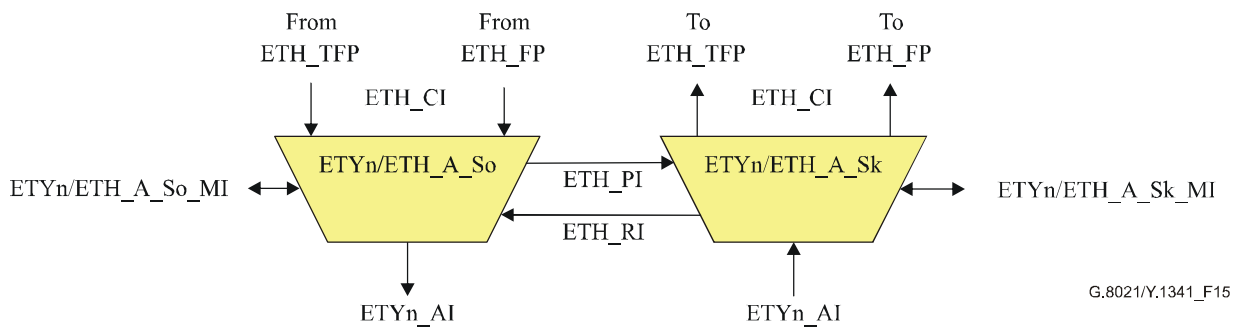 From
ETH_TFP
From
ETH_FP
To
ETH_TFP
To
ETH_FP
ETH_CI
ETH_CI
ETYn/ETH_A_So
ETYn/ETH_A_Sk
ETYn/ETH_A_So_MI
ETH_PI
ETYn/ETH_A_Sk_MI
ETH_RI
ETYn_AI
ETYn_AI
G.8021/Y.1341_F15